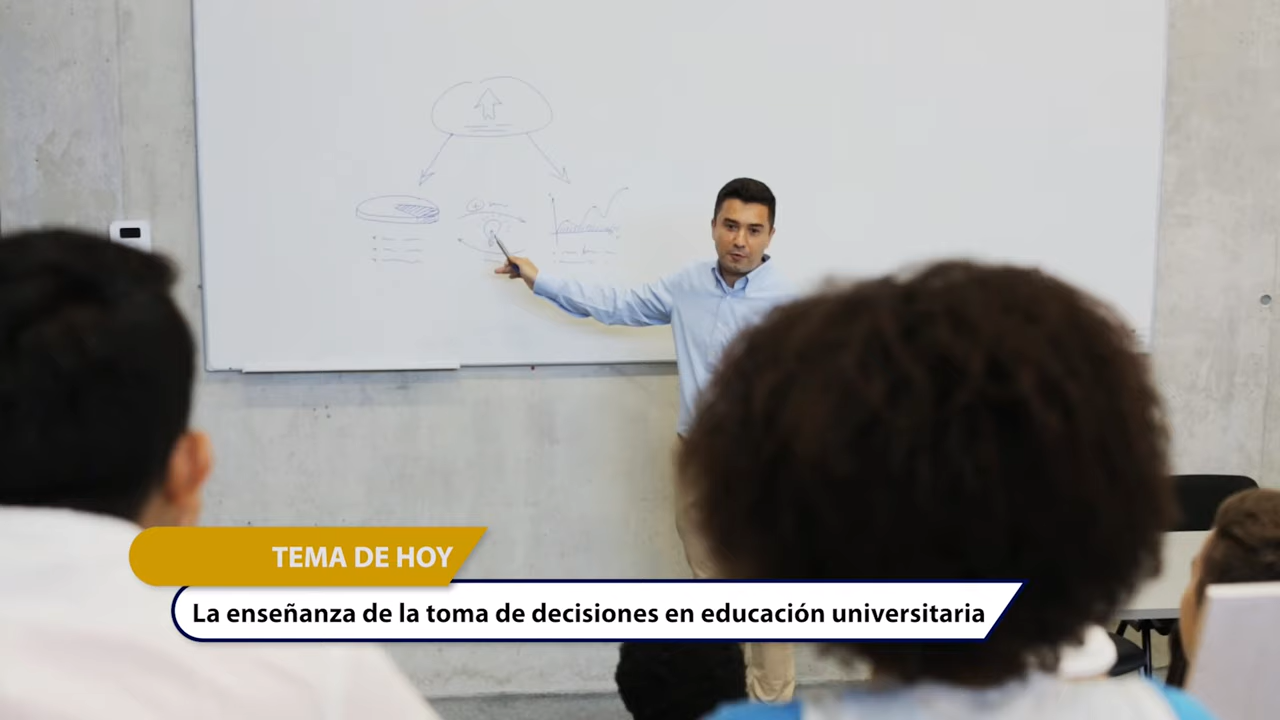 TEMA DE HOY
La enseñanza de la toma de decisiones en educación universitaria